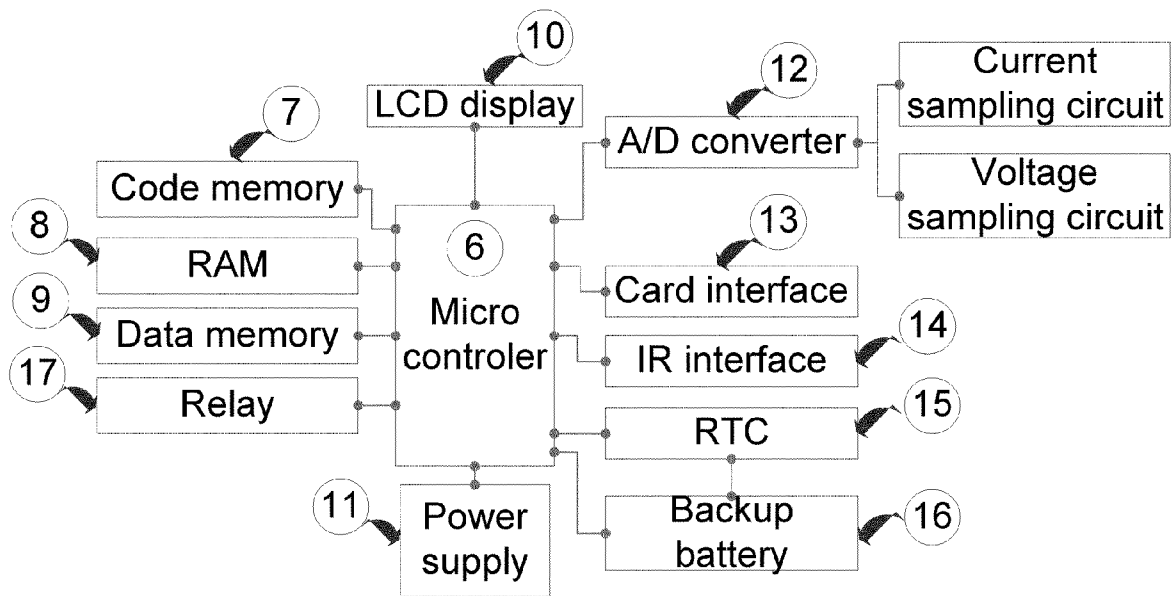 10
LCD display
7
Code memory
8
RAM
9
Data memory
17
Relay
6
Micro
controler
11
Power
supply
12
A/D converter
Current
sampling circuit
Voltage
sampling circuit
13
Card interface
14
IR interface
15
RTC
16
Backup
battery